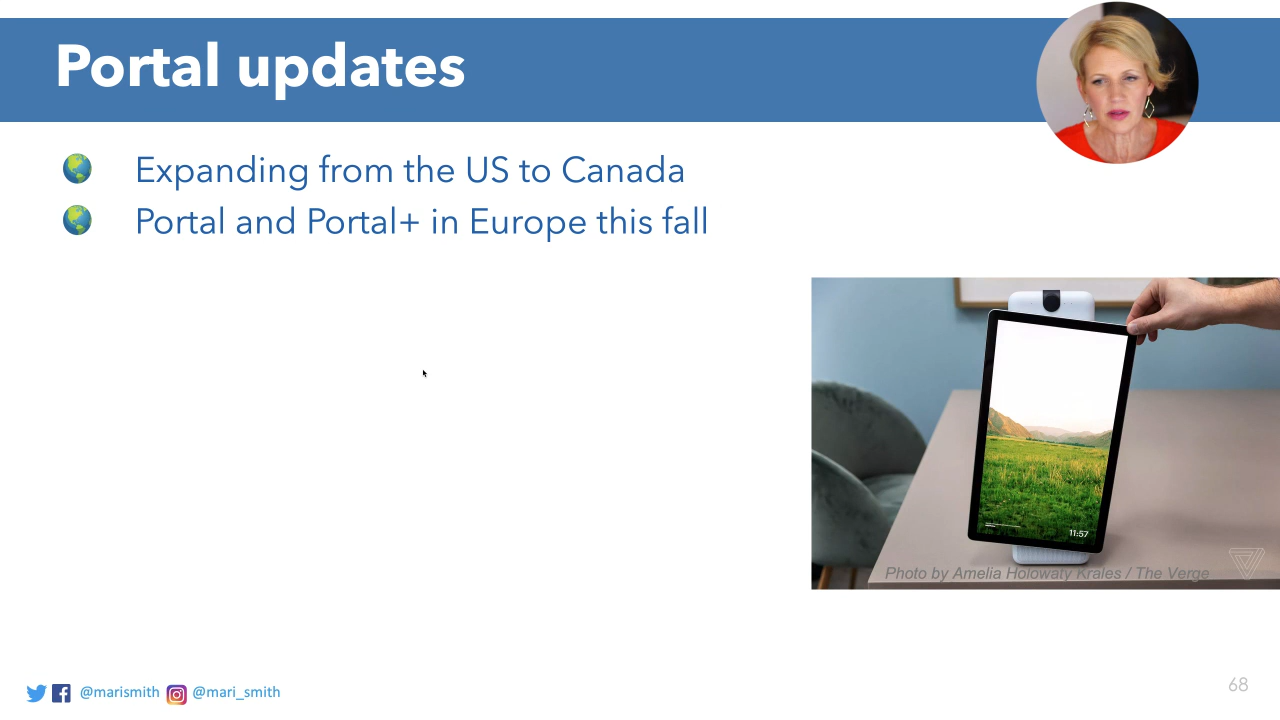 Portal updates
Expanding from the US to Canada
Portal and Portal+ in Europe this fall
11:57
Photo by Amelia Holowaty Krales / The Verge
@marismith @mari_smith
68